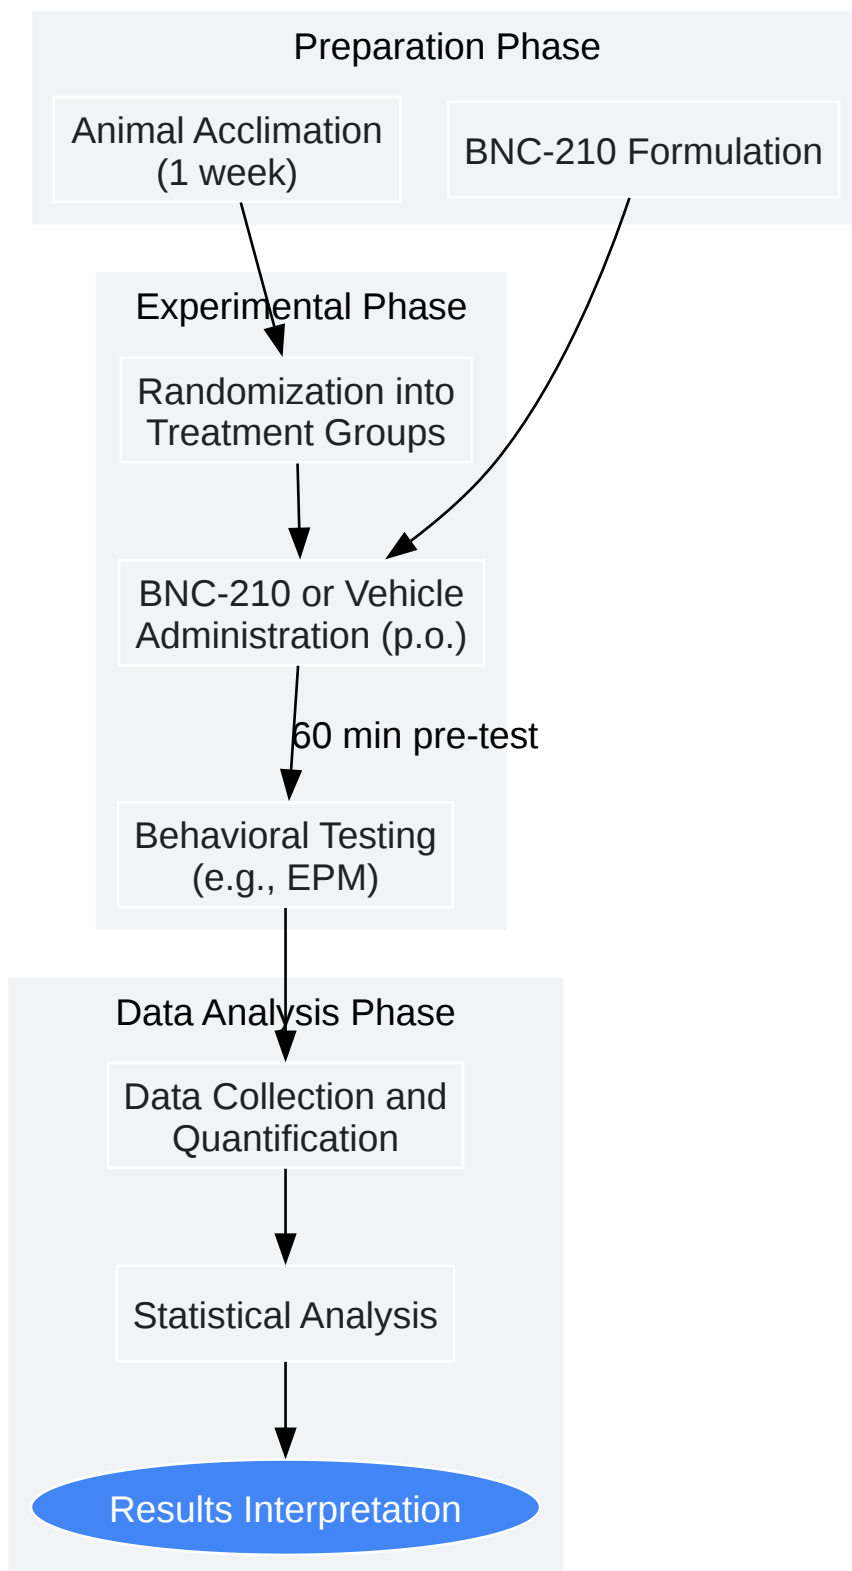 Preparation Phase
Animal Acclimation
(1 week)
BNC-210 Formulation
Experimental Phase
Randomization into
Treatment Groups
BNC-210 or Vehicle
Administration (p.o.)
60 min pre-test
Behavioral Testing
(e.g., EPM)
Data Analysis Phase
Data Collection and
Quantification
Statistical Analysis
Results Interpretation